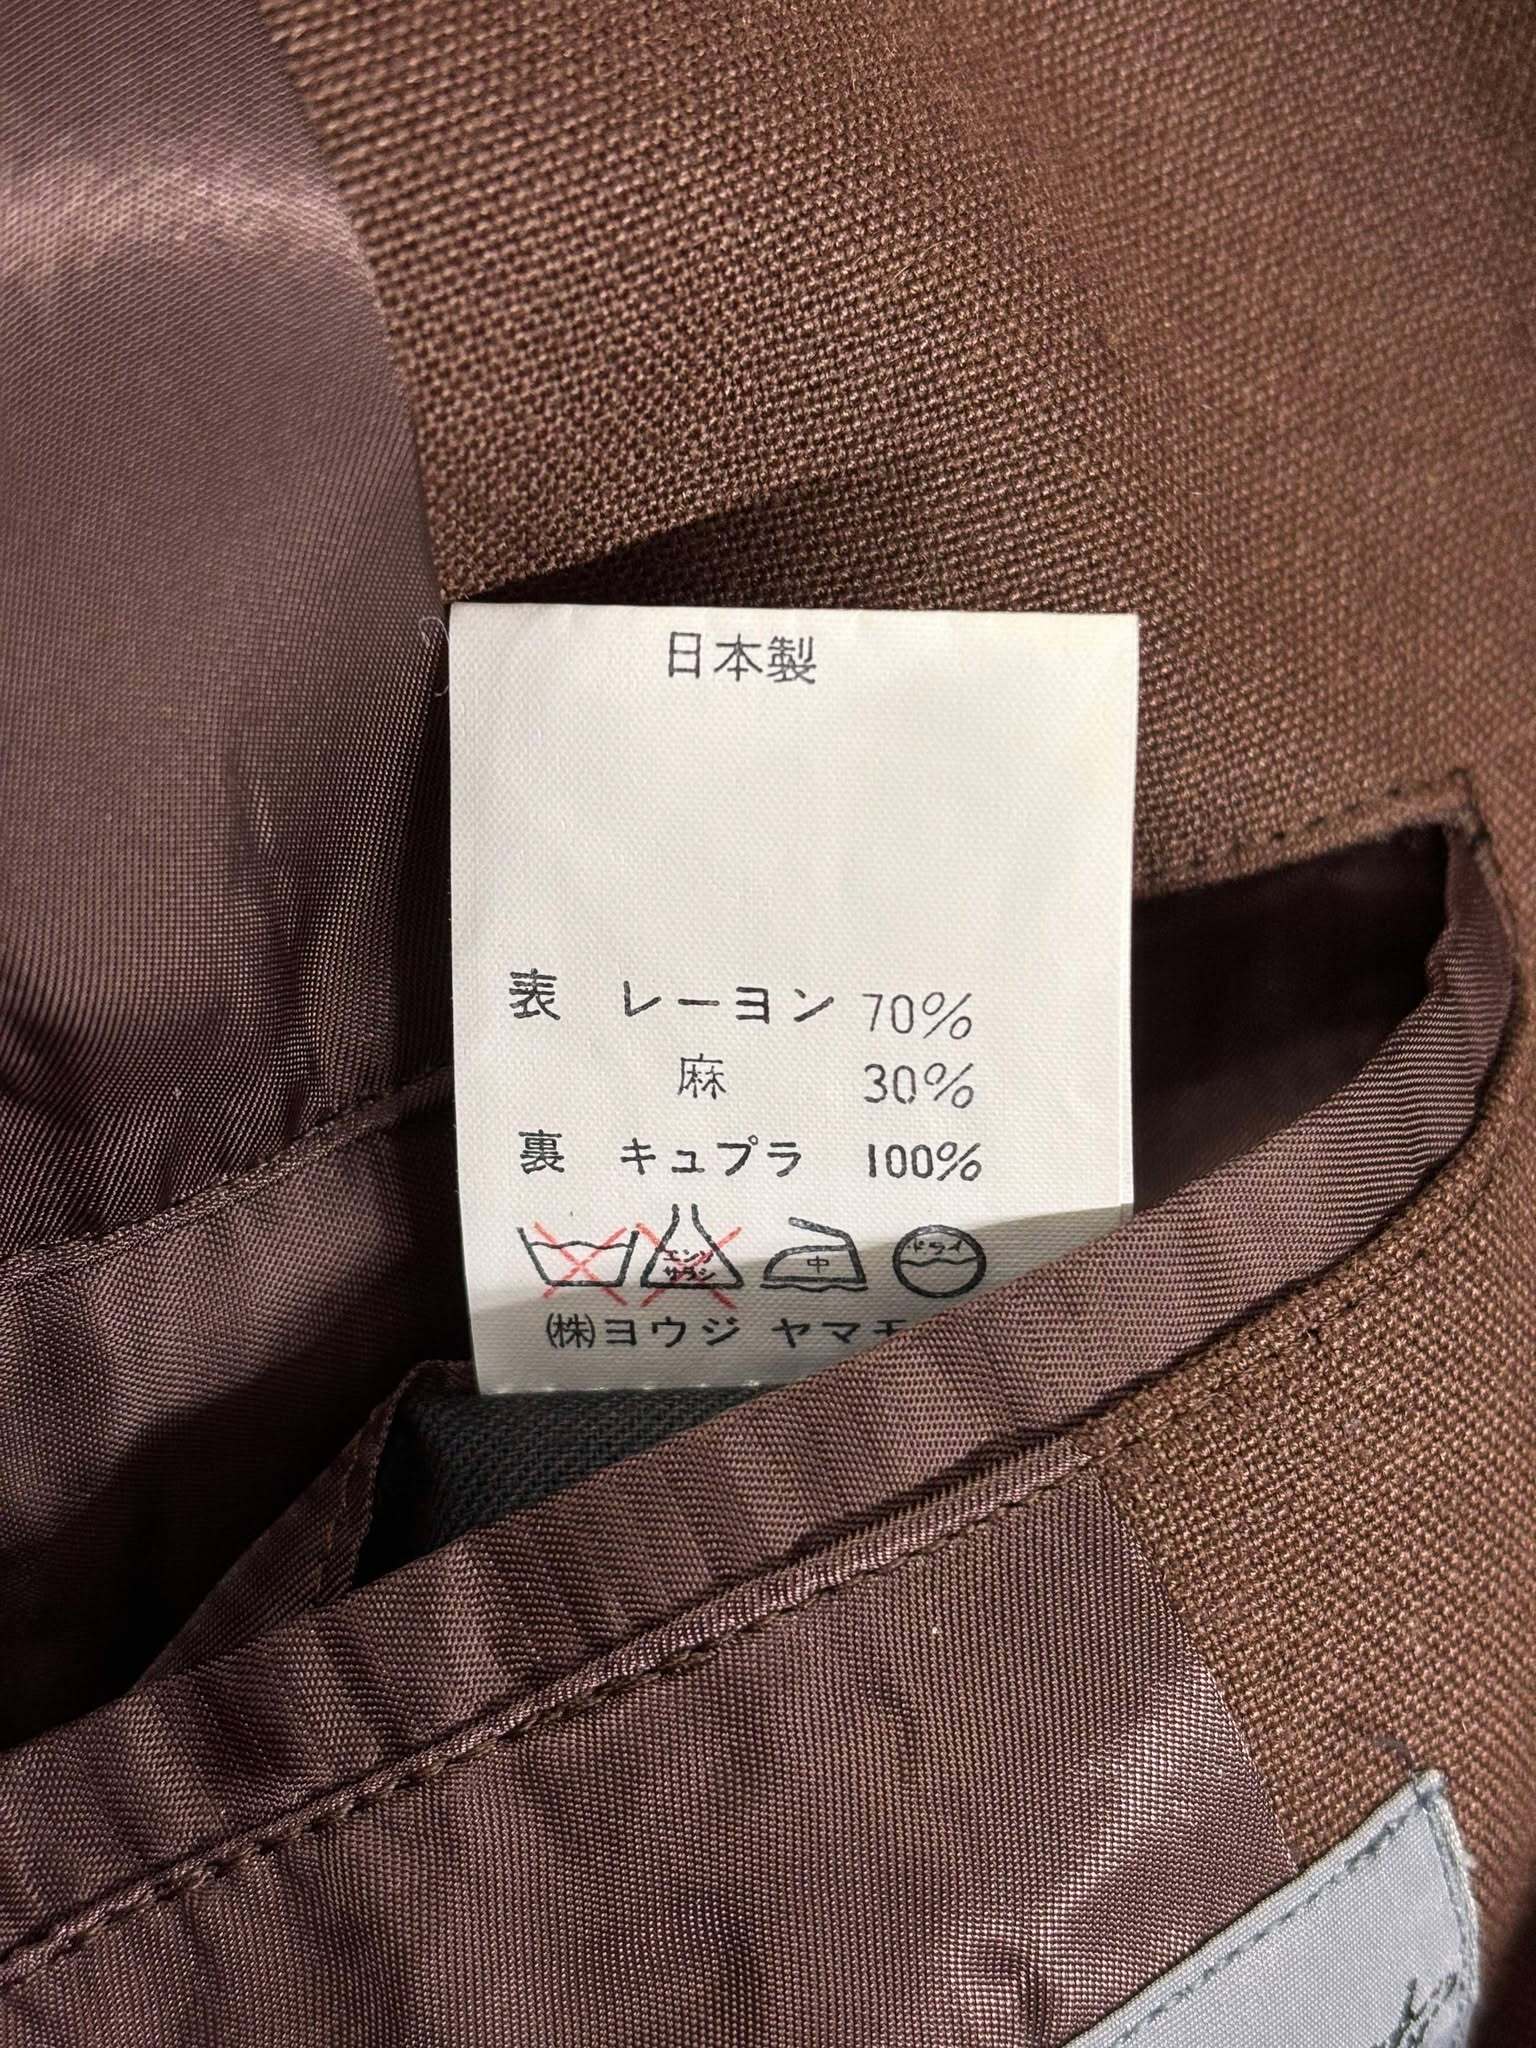 日本製
表 レーヨン 70%
麻 30%
裏 キュプラ 100%
エンソ
サラシ
中
ドライ
㈱ヨウジ ヤマモ